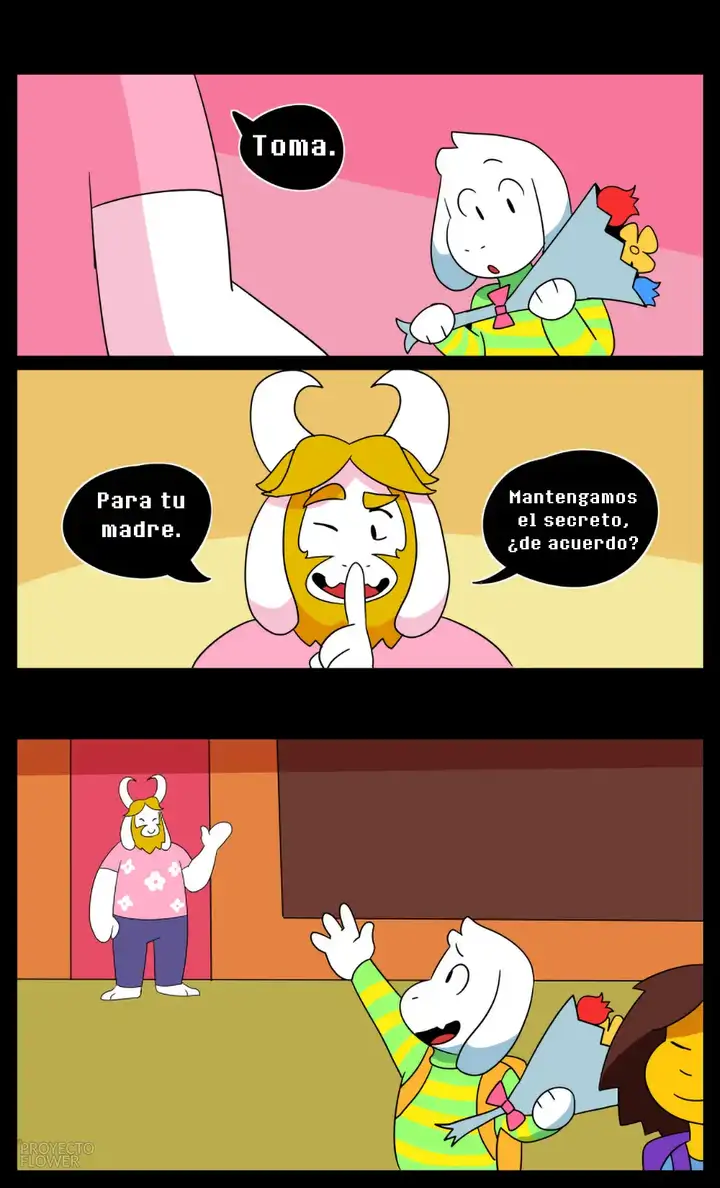 Toma.
Para tu
madre.
Mantengamos
el secreto,
¿de acuerdo?
PROYECTO
FLOWER